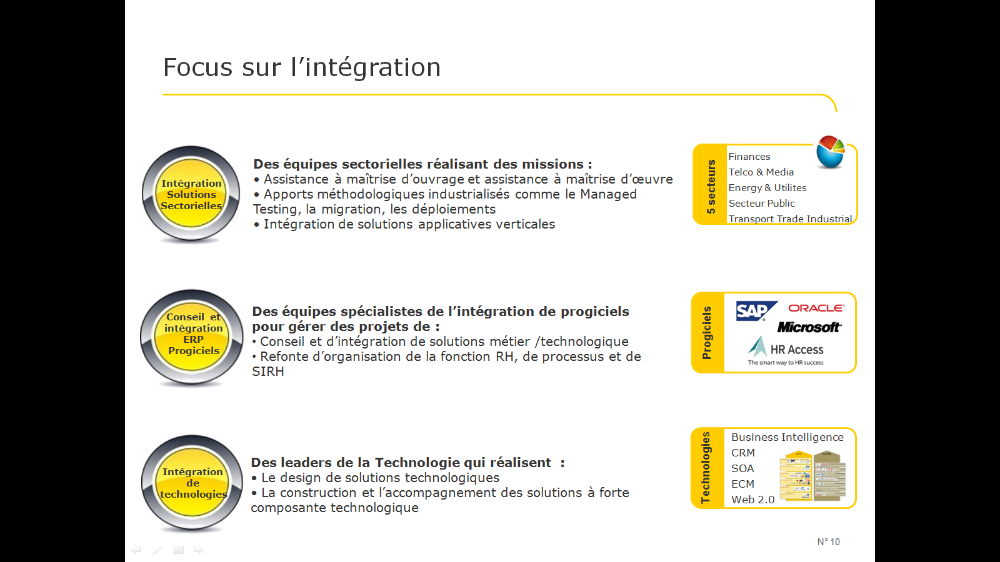 Focus sur l’intégration
Intégration
Solutions
Sectorielles
Des équipes sectorielles réalisant des missions :
• Assistance à maîtrise d’ouvrage et assistance à maîtrise d’œuvre
• Apports méthodologiques industrialisés comme le Managed
Testing, la migration, les déploiements
• Intégration de solutions applicatives verticales
5 secteurs
Finances
Telco & Media
Energy & Utilites
Secteur Public
Transport Trade Industrial
Conseil et
intégration
ERP
Progiciels
Des équipes spécialistes de l’intégration de progiciels
pour gérer des projets de :
• Conseil et d’intégration de solutions métier /technologique
• Refonte d’organisation de la fonction RH, de processus et de
SIRH
Progiciels
SAP
ORACLE
Microsoft
HR Access
The smart way to HR success
Intégration
de
technologies
Des leaders de la Technologie qui réalisent :
• Le design de solutions technologiques
• La construction et l’accompagnement des solutions à forte
composante technologique
Technologies
Business Intelligence
CRM
SOA
ECM
Web 2.0
N° 10